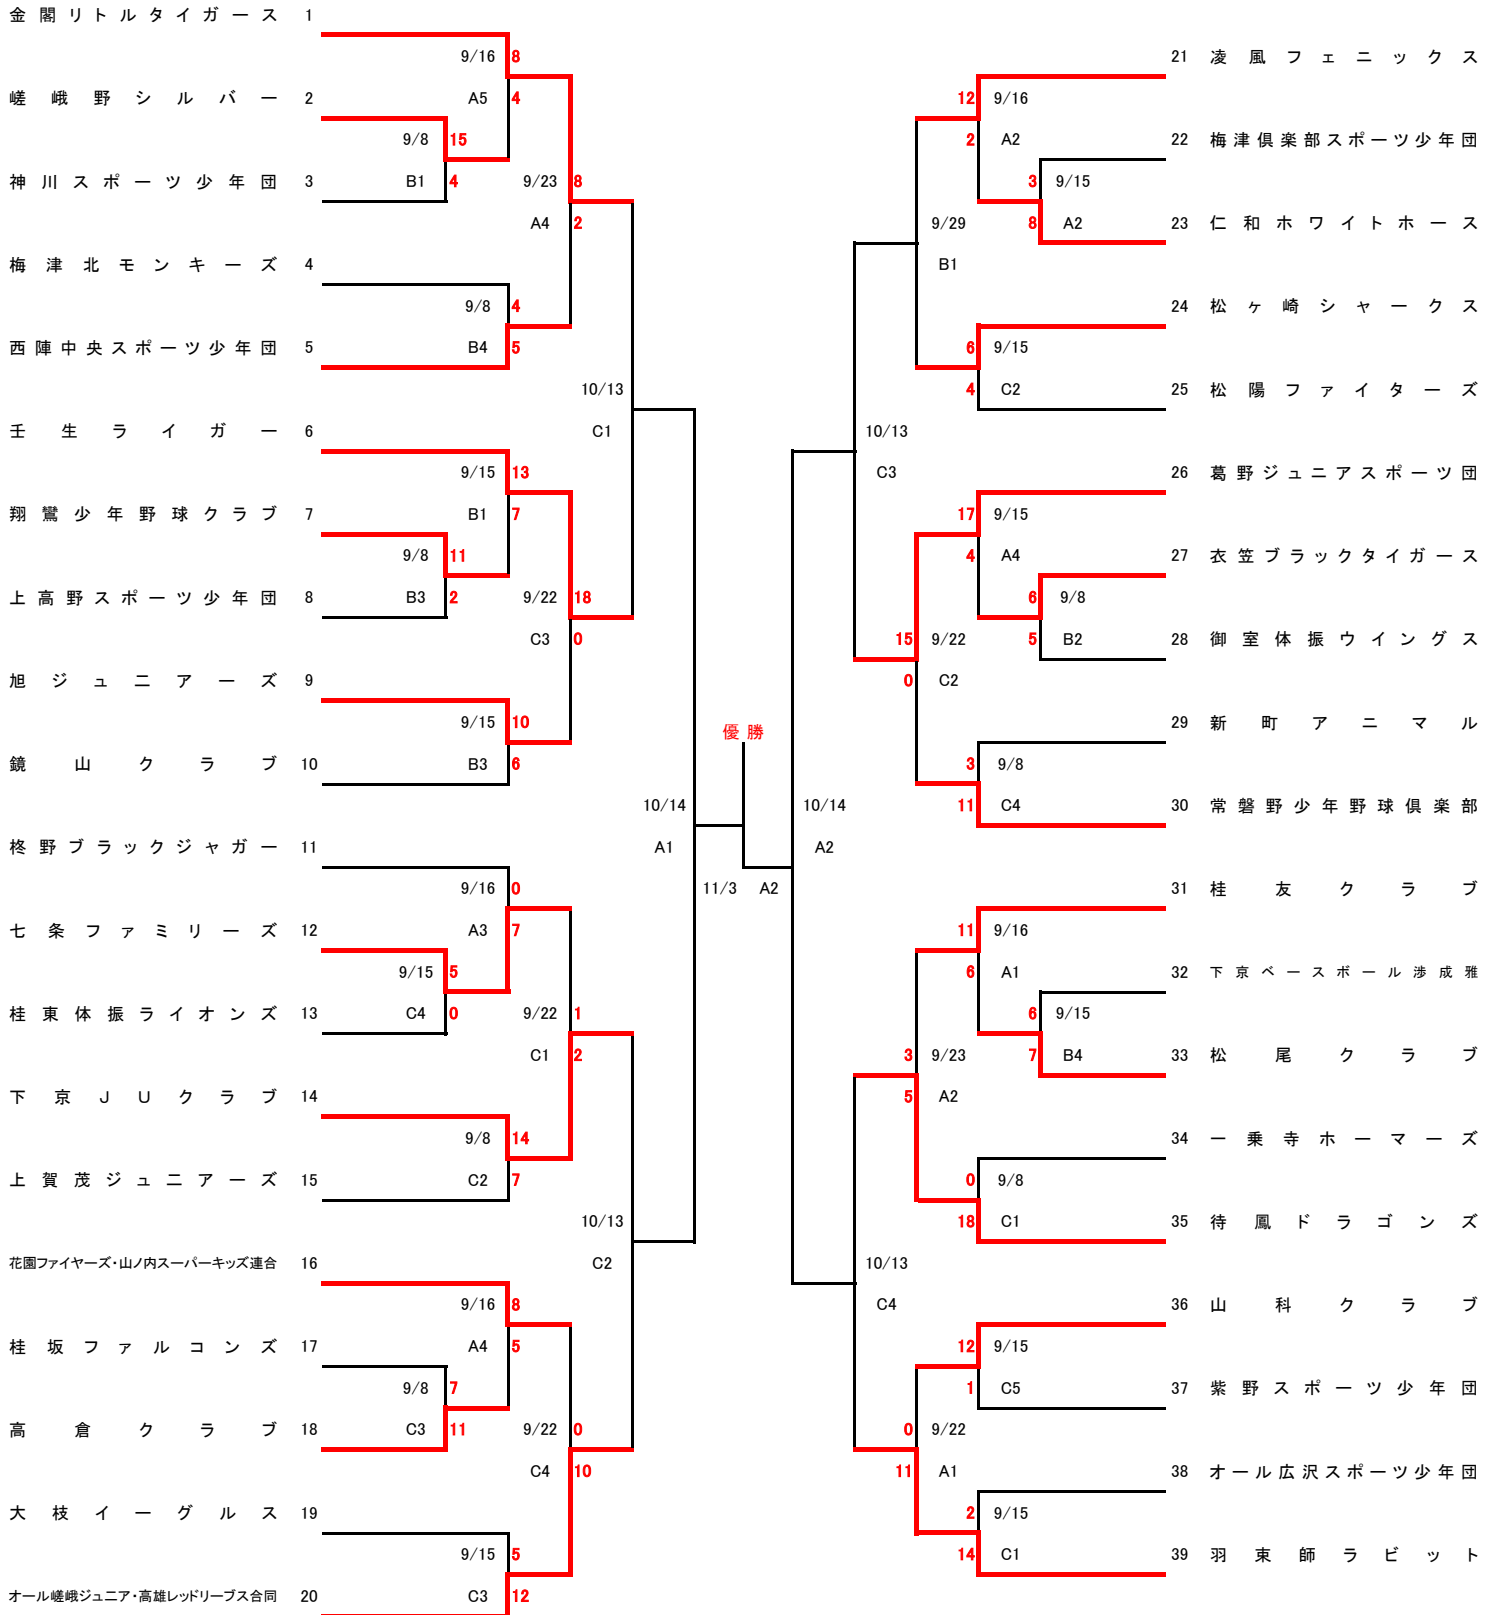 金閣リトルタイガース 1
9/16 8
嵯峨野シルバー 2
A5 4
9/8 15
神川スポーツ少年団 3
B1 4
9/23 8
A4 2
梅津北モンキーズ 4
9/8 4
西陣中央スポーツ少年団 5
B4 5
10/13
C1
壬生ライガー 6
9/15 13
翔鸞少年野球クラブ 7
B1 7
9/8 11
上高野スポーツ少年団 8
B3 2
9/22 18
C3 0
旭ジュニアーズ 9
9/15 10
鏡山クラブ 10
B3 6
10/14
A1
柊野ブラックジャガー 11
9/16 0
七条ファミリーズ 12
A3 7
9/15 5
桂東体振ライオンズ 13
C4 0
9/22 1
C1 2
下京JUクラブ 14
9/8 14
上賀茂ジュニアーズ 15
C2 7
10/13
C2
花園ファイヤーズ・山ノ内スーパーキッズ連合 16
9/16 8
桂坂ファルコンズ 17
A4 5
9/8 7
高倉クラブ 18
C3 11
9/22 0
C4 10
大枝イーグルス 19
9/15 5
オール嵯峨ジュニア・高雄レッドリーブス合同 20
C3 12
優勝
11/3 A2
21 凌風フェニックス
12 9/16
2 A2
22 梅津倶楽部スポーツ少年団
3 9/15
8 A2
23 仁和ホワイトホース
9/29
B1
24 松ヶ崎シャークス
6 9/15
4 C2
25 松陽ファイターズ
10/13
C3
26 葛野ジュニアスポーツ団
17 9/15
4 A4
27 衣笠ブラックタイガース
6 9/8
5 B2
28 御室体振ウイングス
15 9/22
0 C2
29 新町アニマル
3 9/8
11 C4
30 常磐野少年野球倶楽部
10/14
A2
31 桂友クラブ
11 9/16
6 A1
32 下京ベースボール渉成雅
6 9/15
7 B4
33 松尾クラブ
3 9/23
5 A2
34 一乗寺ホーマーズ
0 9/8
18 C1
35 待鳳ドラゴンズ
10/13
C4
36 山科クラブ
12 9/15
1 C5
37 紫野スポーツ少年団
0 9/22
11 A1
38 オール広沢スポーツ少年団
2 9/15
14 C1
39 羽束師ラビット